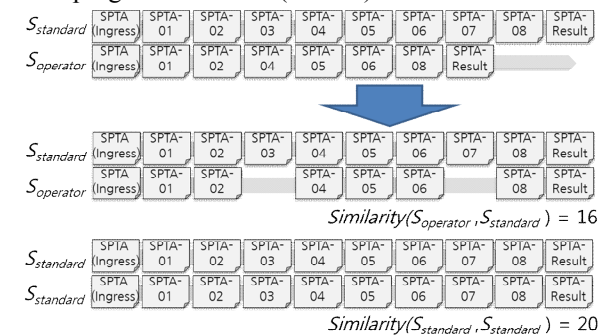 S_standard SPTA (Ingress) SPTA-01 SPTA-02 SPTA-03 SPTA-04 SPTA-05 SPTA-06 SPTA-07 SPTA-08 SPTA-Result
S_operator SPTA (Ingress) SPTA-01 SPTA-02 SPTA-04 SPTA-05 SPTA-06 SPTA-08 SPTA-Result
S_standard SPTA (Ingress) SPTA-01 SPTA-02 SPTA-03 SPTA-04 SPTA-05 SPTA-06 SPTA-07 SPTA-08 SPTA-Result
S_operator SPTA (Ingress) SPTA-01 SPTA-02 SPTA-04 SPTA-05 SPTA-06 SPTA-08 SPTA-Result
Similarity(S_operator, S_standard) = 16
S_standard SPTA (Ingress) SPTA-01 SPTA-02 SPTA-03 SPTA-04 SPTA-05 SPTA-06 SPTA-07 SPTA-08 SPTA-Result
S_standard SPTA (Ingress) SPTA-01 SPTA-02 SPTA-03 SPTA-04 SPTA-05 SPTA-06 SPTA-07 SPTA-08 SPTA-Result
Similarity(S_standard, S_standard) = 20